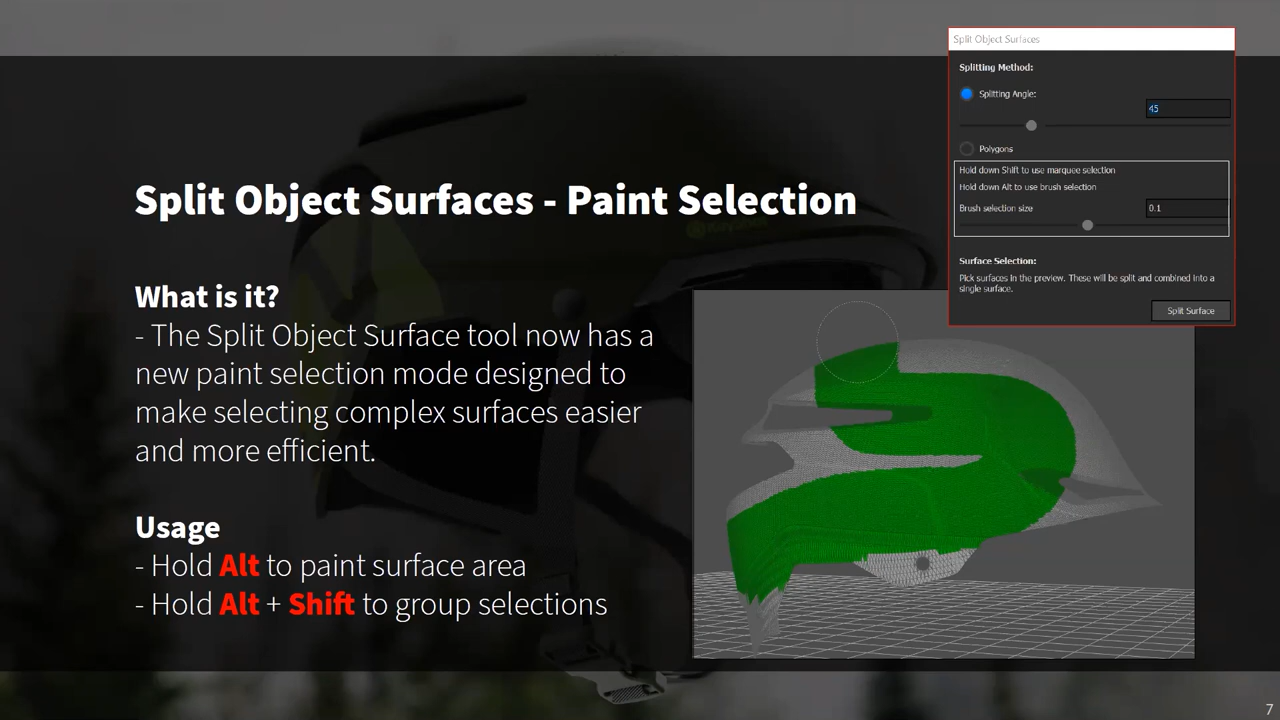 Split Object Surfaces
Splitting Method:
Splitting Angle:
45
Polygons
Hold down Shift to use marquee selection
Hold down Alt to use brush selection
Brush selection size
0.1
Surface Selection:
Pick surfaces in the preview. These will be split and combined into a
single surface.
Split Surface
Split Object Surfaces - Paint Selection
What is it?
- The Split Object Surface tool now has a
new paint selection mode designed to
make selecting complex surfaces easier
and more efficient.
Usage
- Hold Alt to paint surface area
- Hold Alt + Shift to group selections
7